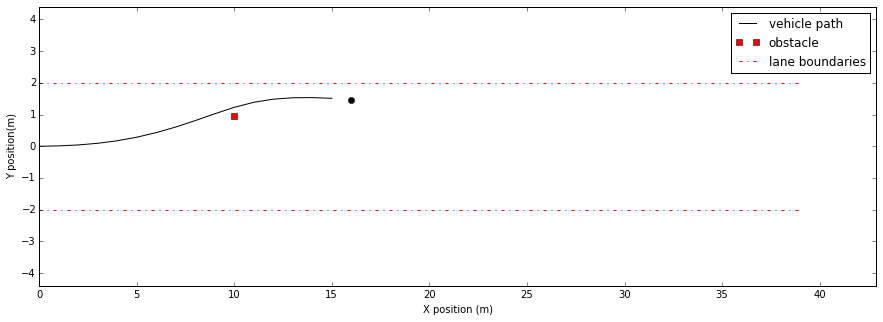 vehicle path
obstacle
lane boundaries
4
3
2
1
0
−1
−2
−3
−4
Y position(m)
0 5 10 15 20 25 30 35 40
X position (m)